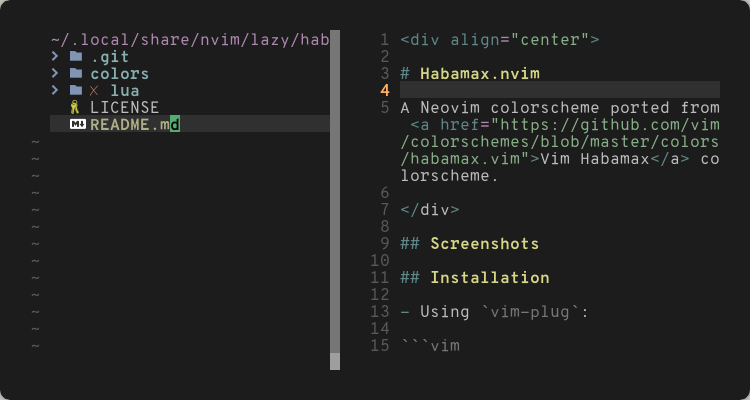 ~/.local/share/nvim/lazy/hab
.git
colors
lua
LICENSE
README.md
~
~
~
~
~
~
~
~
~
~
~
~
~
1 <div align="center">
2
3 # Habamax.nvim
4
5 A Neovim colorscheme ported from
<a href="https://github.com/vim
/colorschemes/blob/master/colors
/habamax.vim">Vim Habamax</a> co
lorscheme.
6
7 </div>
8
9 ## Screenshots
10
11 ## Installation
12
13 - Using `vim-plug`:
14
15 ```vim